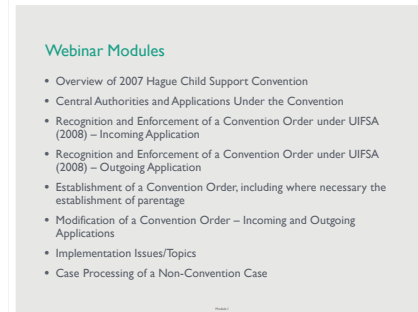 Webinar Modules
• Overview of 2007 Hague Child Support Convention
• Central Authorities and Applications Under the Convention
• Recognition and Enforcement of a Convention Order under UIFSA
(2008) – Incoming Application
• Recognition and Enforcement of a Convention Order under UIFSA
(2008) – Outgoing Application
• Establishment of a Convention Order, including where necessary the
establishment of parentage
• Modification of a Convention Order – Incoming and Outgoing
Applications
• Implementation Issues/Topics
• Case Processing of a Non-Convention Case